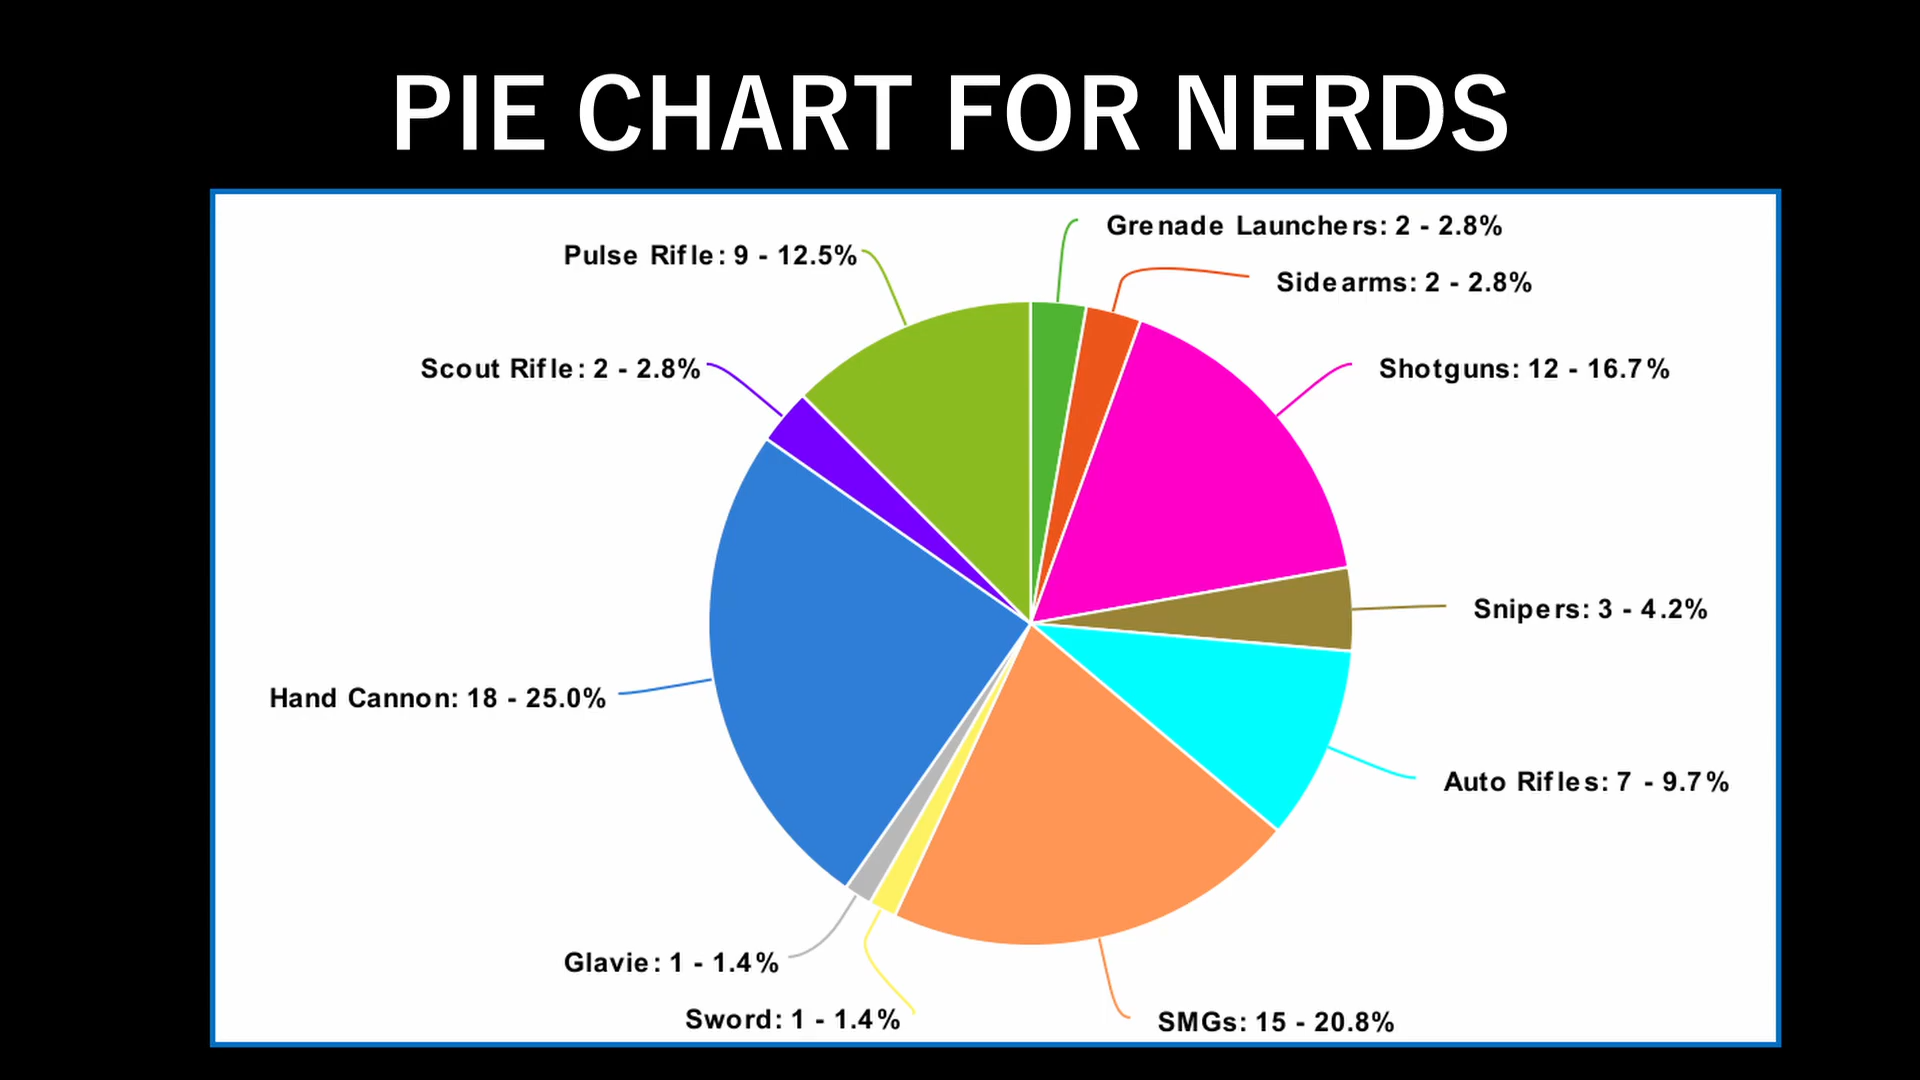 PIE CHART FOR NERDS
Grenade Launchers: 2 - 2.8%
Pulse Rifle: 9 - 12.5%
Sidearms: 2 - 2.8%
Scout Rifle: 2 - 2.8%
Shotguns: 12 - 16.7%
Snipers: 3 - 4.2%
Hand Cannon: 18 - 25.0%
Auto Rifles: 7 - 9.7%
Glavie: 1 - 1.4%
Sword: 1 - 1.4%
SMGs: 15 - 20.8%